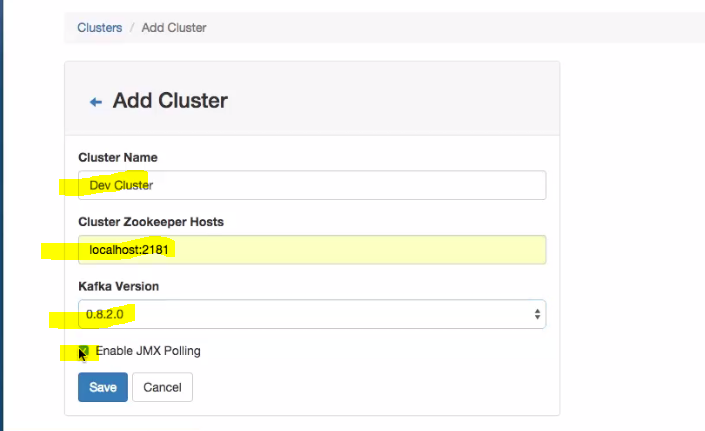 Clusters / Add Cluster
Add Cluster
Cluster Name
Dev Cluster
Cluster Zookeeper Hosts
localhost:2181
Kafka Version
0.8.2.0
Enable JMX Polling
Save Cancel